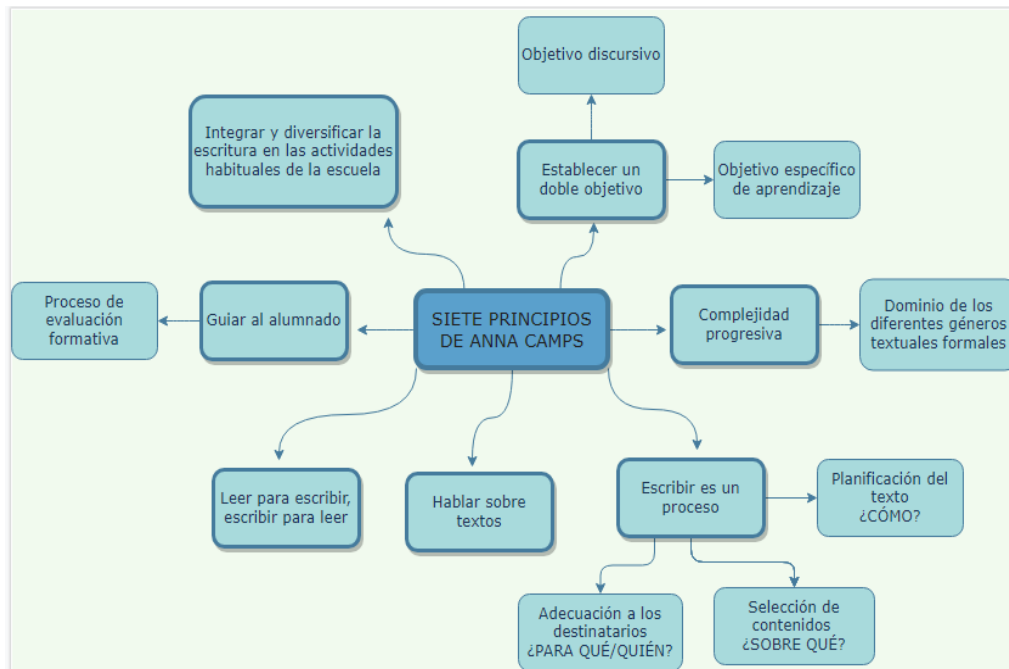 Objetivo discursivo
Integrar y diversificar la
escritura en las actividades
habituales de la escuela
Establecer un
doble objetivo
Objetivo específico
de aprendizaje
Proceso de
evaluación
formativa
Guiar al alumnado
SIETE PRINCIPIOS
DE ANNA CAMPS
Complejidad
progresiva
Dominio de los
diferentes géneros
textuales formales
Leer para escribir,
escribir para leer
Hablar sobre
textos
Escribir es un
proceso
Planificación del
texto
¿CÓMO?
Adecuación a los
destinatarios
¿PARA QUÉ/QUIÉN?
Selección de
contenidos
¿SOBRE QUÉ?